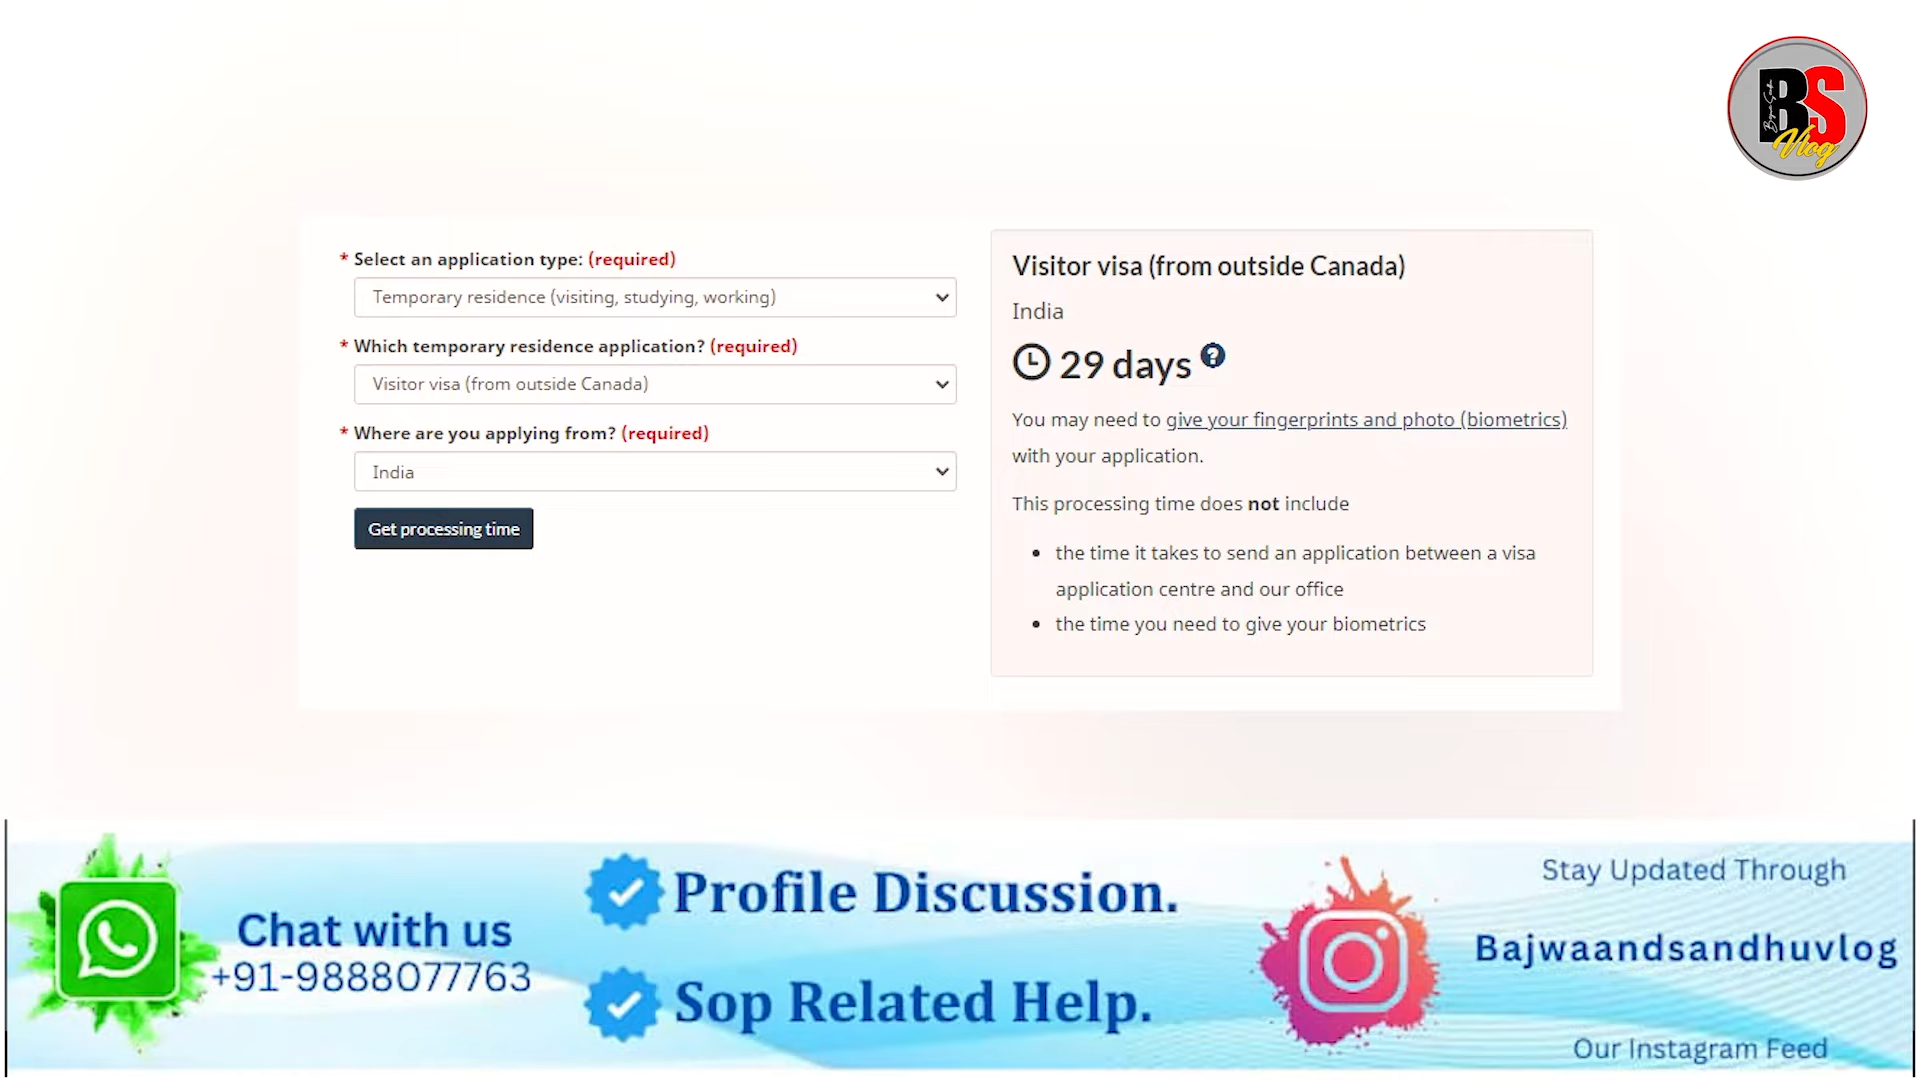 BS
Vlog
* Select an application type: (required)
Temporary residence (visiting, studying, working)
* Which temporary residence application? (required)
Visitor visa (from outside Canada)
* Where are you applying from? (required)
India
Get processing time
Visitor visa (from outside Canada)
India
29 days ?
You may need to give your fingerprints and photo (biometrics)
with your application.
This processing time does not include
• the time it takes to send an application between a visa
application centre and our office
• the time you need to give your biometrics
Chat with us
+91-9888077763
Profile Discussion.
Sop Related Help.
Stay Updated Through
Bajwaandsandhuvlog
Our Instagram Feed